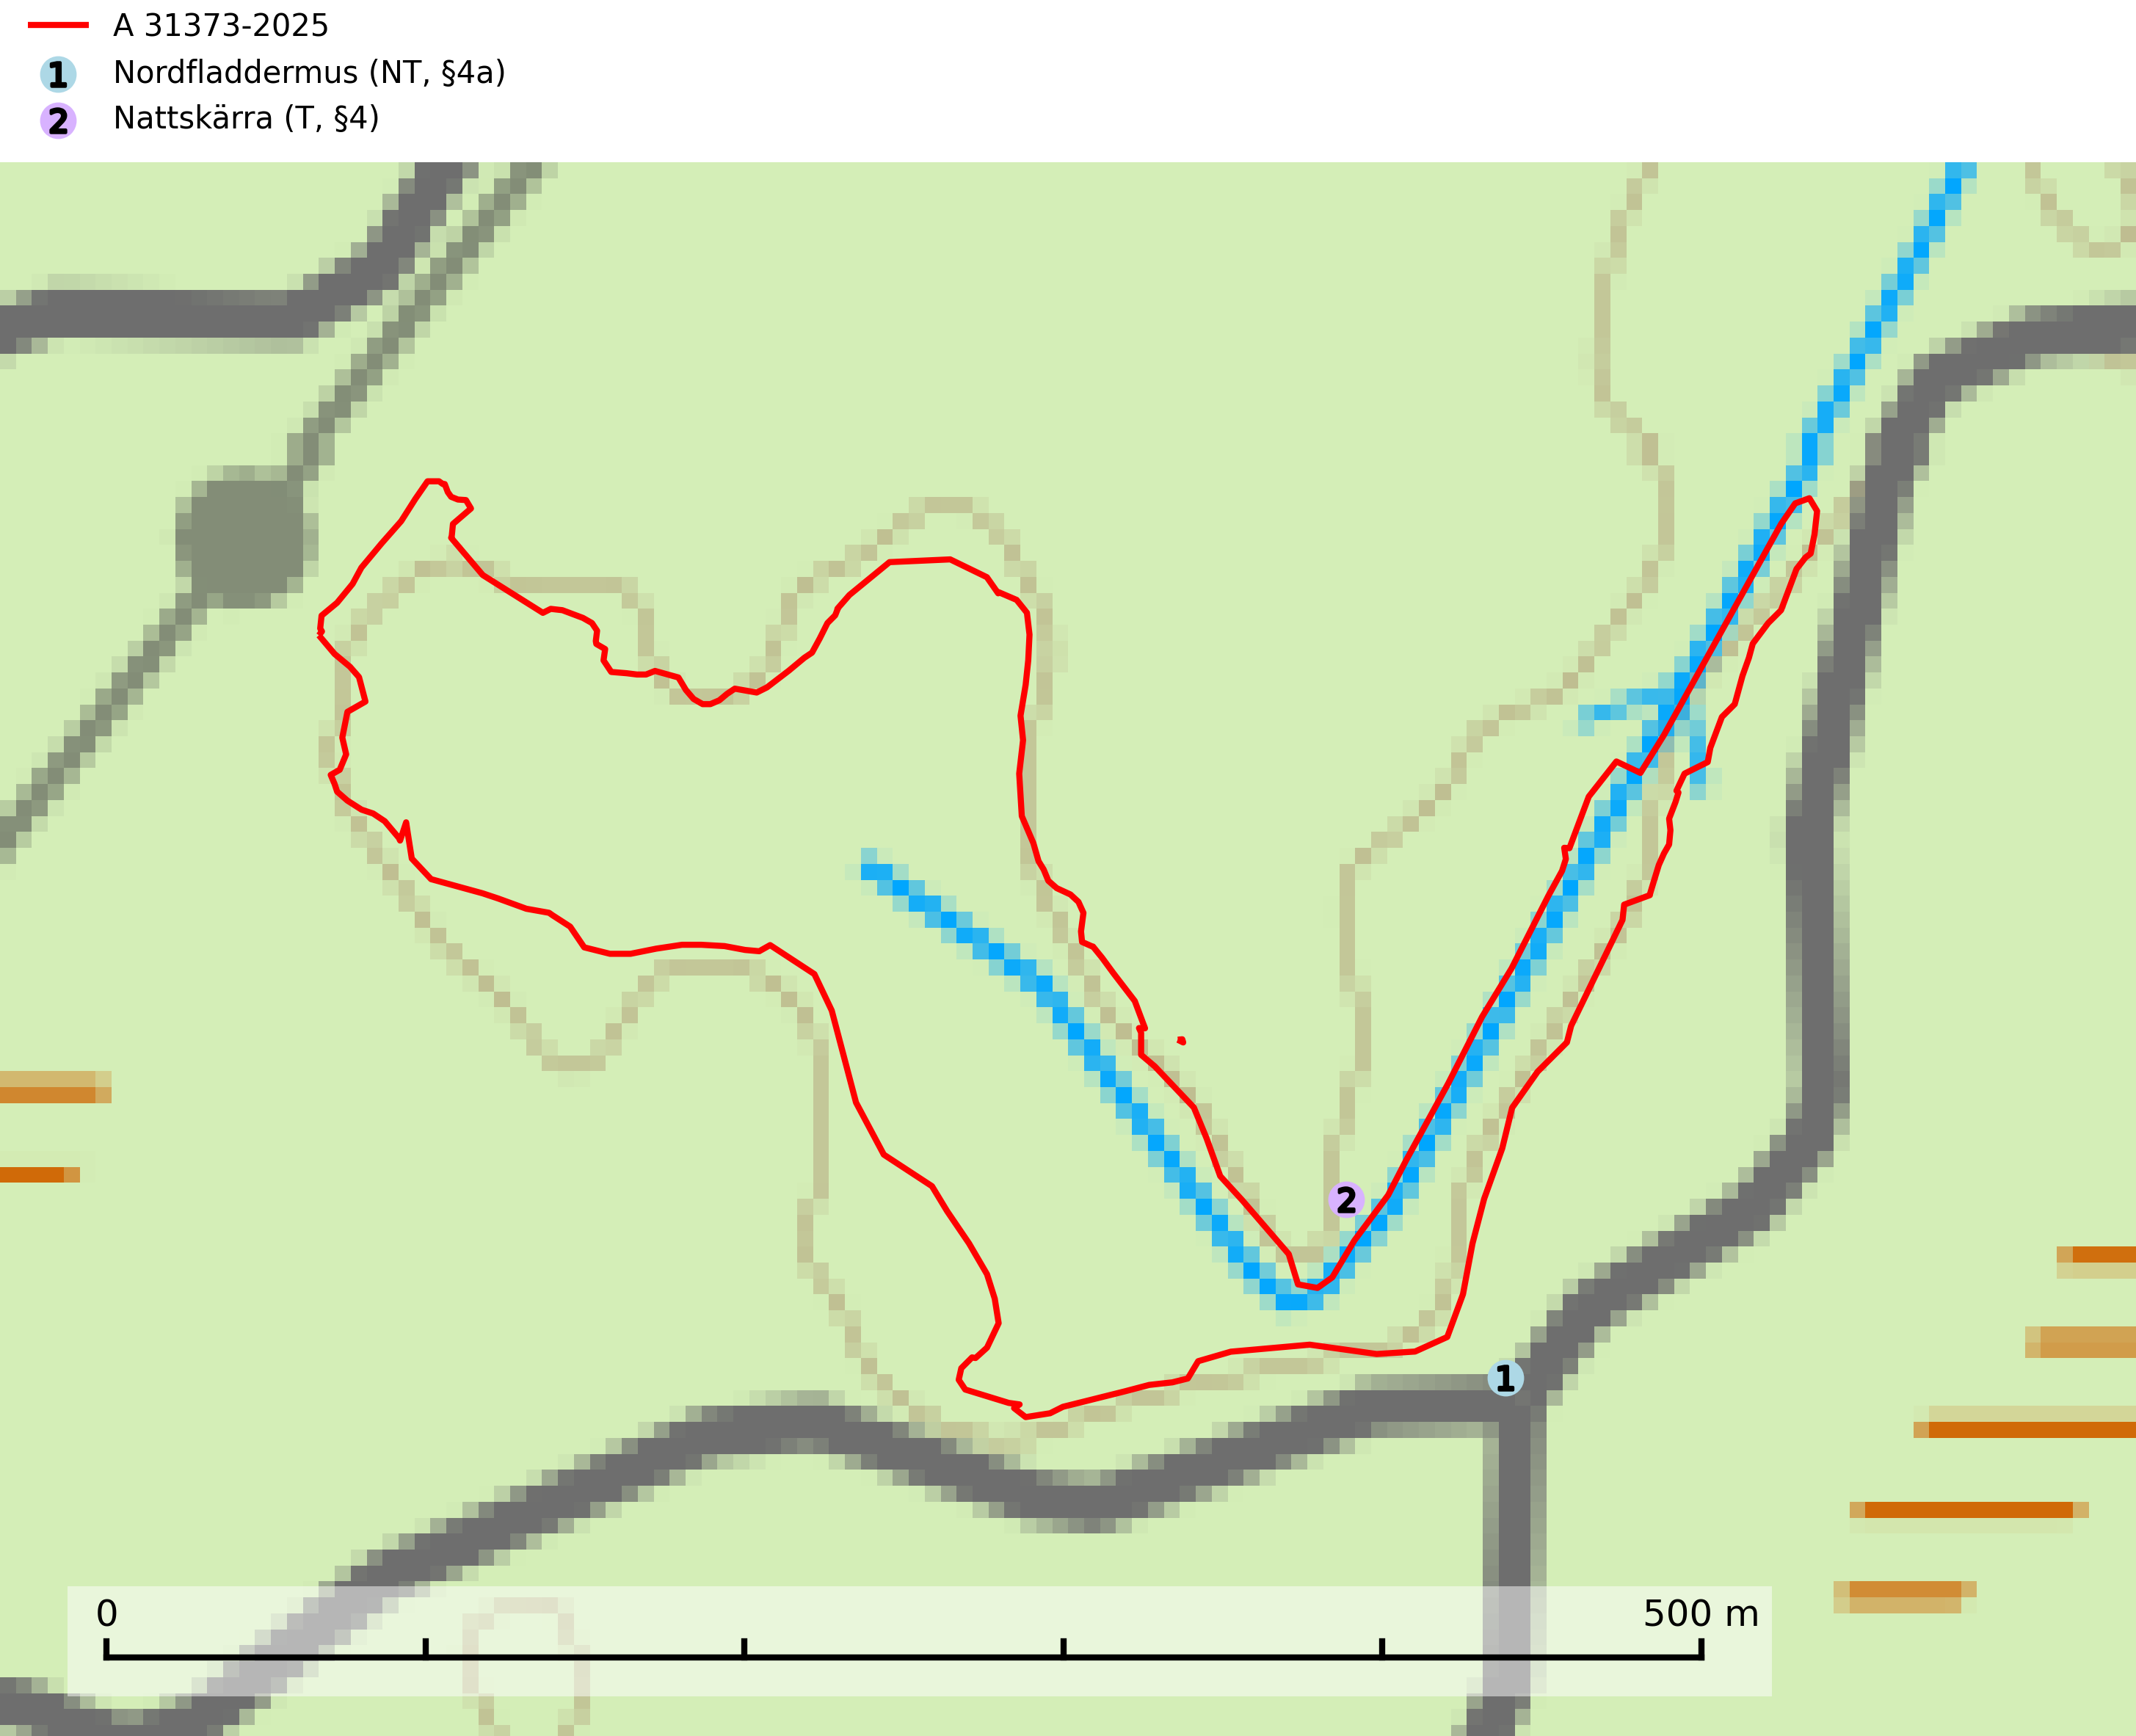 A 31373-2025
1 Nordfladdermus (NT, §4a)
2 Nattskärra (T, §4)
2
1
0 500 m